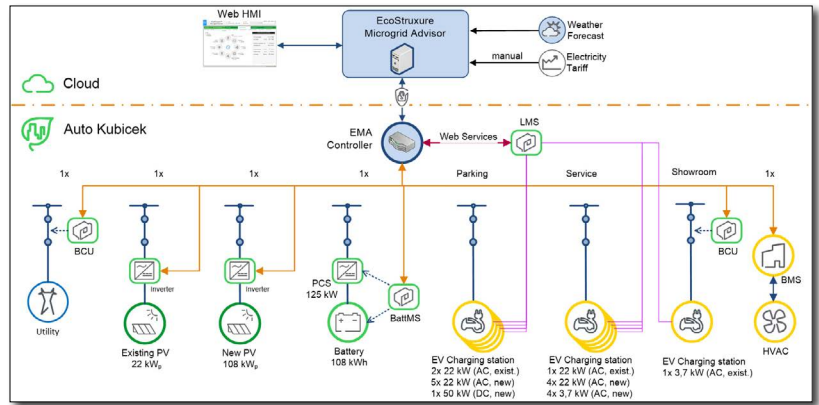 Web HMI
EcoStruxure
Microgrid Advisor
Weather
Forecast
manual
Electricity
Tariff
Cloud
Auto Kubicek
EMA
Controller
Web Services
LMS
1x
1x
1x
1x
Parking
Service
Showroom
1x
BCU
Inverter
Inverter
PCS
125 kW
BattMS
BCU
BMS
Utility
Existing PV
22 kWp
New PV
108 kWp
Battery
108 kWh
EV Charging station
2x 22 kW (AC, exist.)
5x 22 kW (AC, new)
1x 50 kW (DC, new)
EV Charging station
1x 22 kW (AC, exist.)
4x 22 kW (AC, new)
4x 3,7 kW (AC, new)
EV Charging station
1x 3,7 kW (AC, exist.)
HVAC